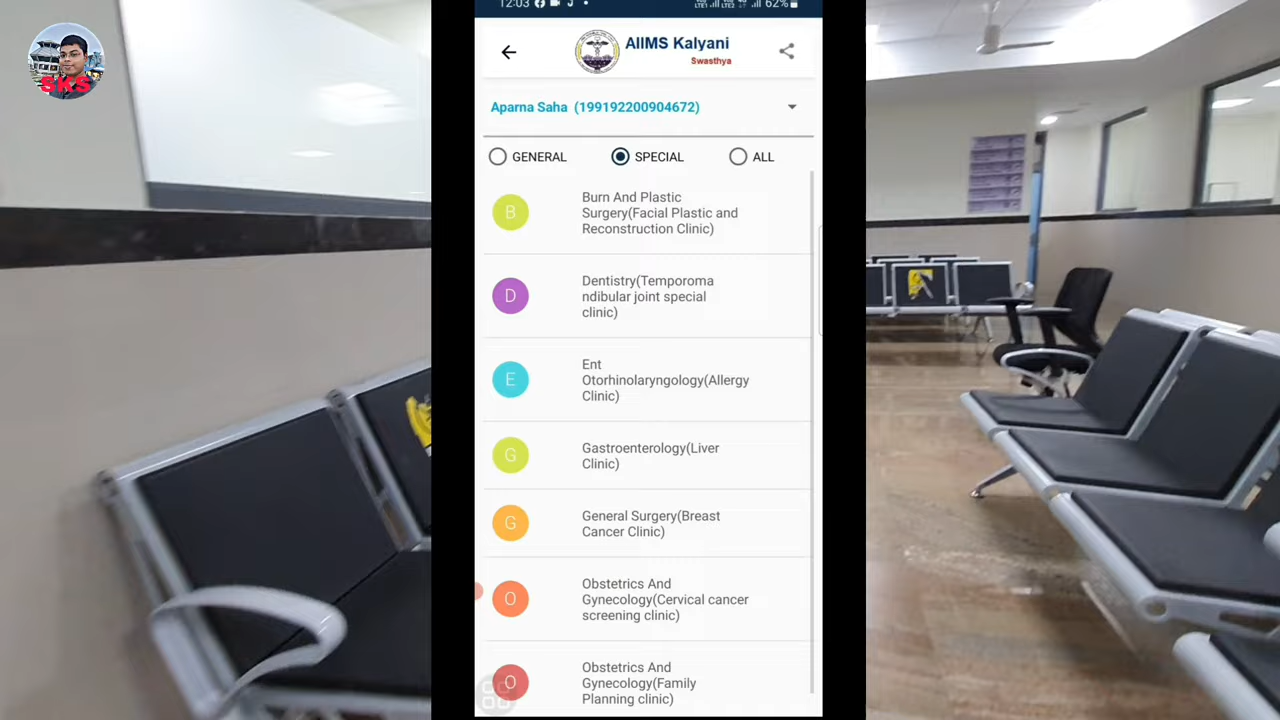 12:03
62%
SKS
AIIMS Kalyani
Swasthya
Aparna Saha (199192200904672)
GENERAL
SPECIAL
ALL
B
Burn And Plastic
Surgery(Facial Plastic and
Reconstruction Clinic)
D
Dentistry(Temporoma
ndibular joint special
clinic)
E
Ent
Otorhinolaryngology(Allergy
Clinic)
G
Gastroenterology(Liver
Clinic)
G
General Surgery(Breast
Cancer Clinic)
O
Obstetrics And
Gynecology(Cervical cancer
screening clinic)
O
Obstetrics And
Gynecology(Family
Planning clinic)